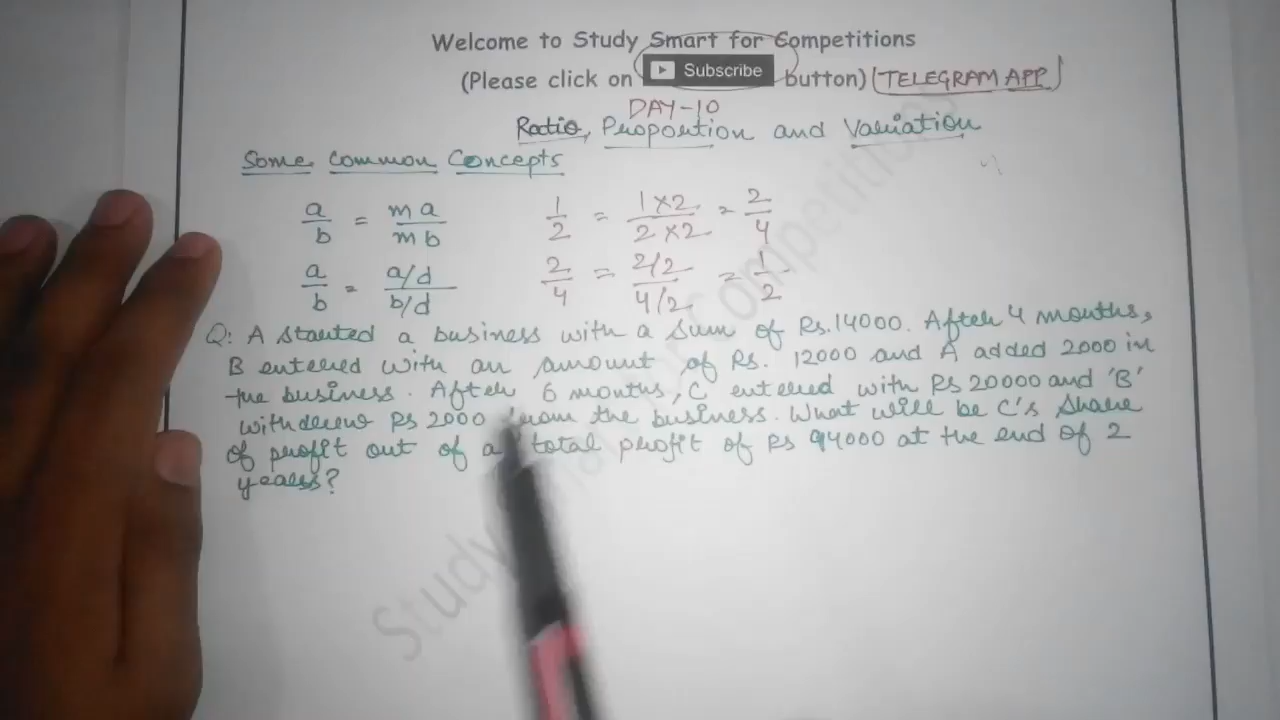 Welcome to Study Smart for Competitions
(Please click on Subscribe button) (TELEGRAM APP)
DAY-10
Ratio, Proportion and Variation
Some Common Concepts
a/b = ma/mb 1/2 = 1×2/2×2 = 2/4
a/b = a/d/b/d 2/4 = 2/2/4/2 = 1/2
Q: A started a business with a sum of Rs.14000. After 4 months,
B entered with an amount of Rs. 12000 and A added 2000 in
the business. After 6 months, C entered with Rs 20000 and 'B'
withdrew Rs 2000 from the business. What will be C's share
of profit out of a total profit of Rs 94000 at the end of 2
years?
Study Smart for Competitions